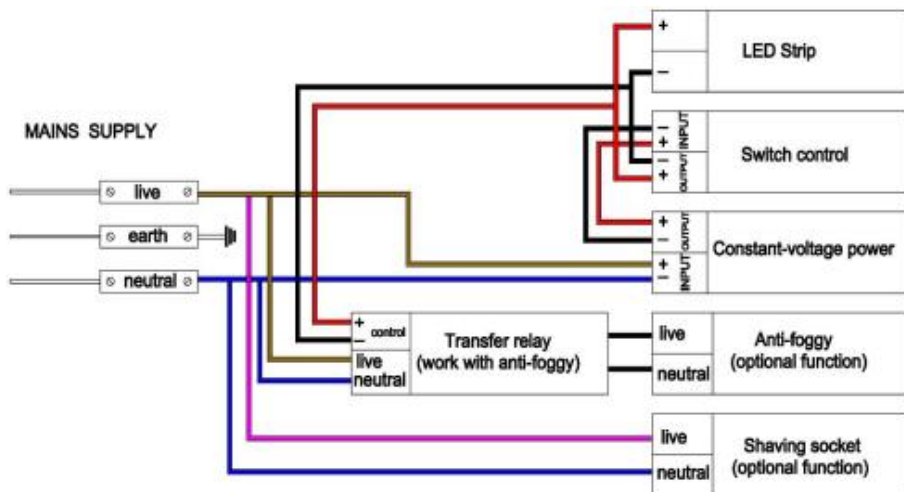 MAINS SUPPLY
live
earth
neutral
+
−
LED Strip
−
+
INPUT
−
+
OUTPUT
Switch control
+
−
OUTPUT
+
−
INPUT
Constant-voltage power
+
−
control
live
neutral
Transfer relay
(work with anti-foggy)
live
neutral
Anti-foggy
(optional function)
live
neutral
Shaving socket
(optional function)